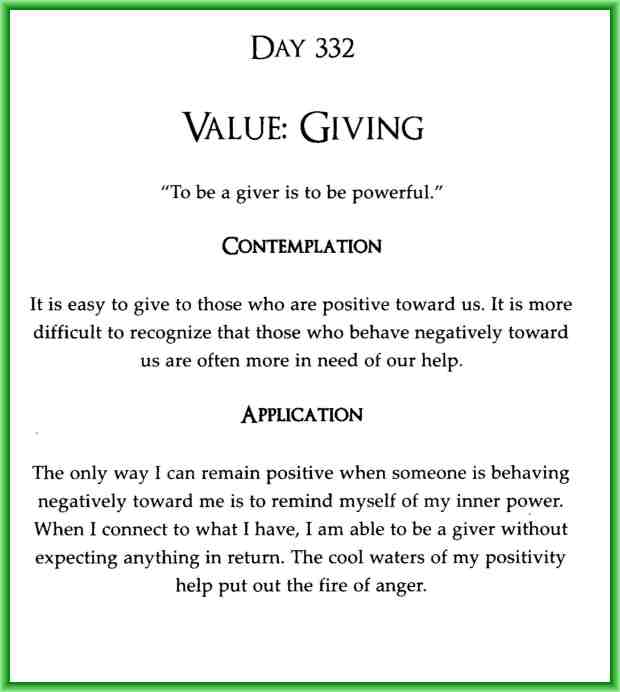 DAY 332
VALUE: GIVING
"To be a giver is to be powerful."
CONTEMPLATION
It is easy to give to those who are positive toward us. It is more
difficult to recognize that those who behave negatively toward
us are often more in need of our help.
APPLICATION
The only way I can remain positive when someone is behaving
negatively toward me is to remind myself of my inner power.
When I connect to what I have, I am able to be a giver without
expecting anything in return. The cool waters of my positivity
help put out the fire of anger.